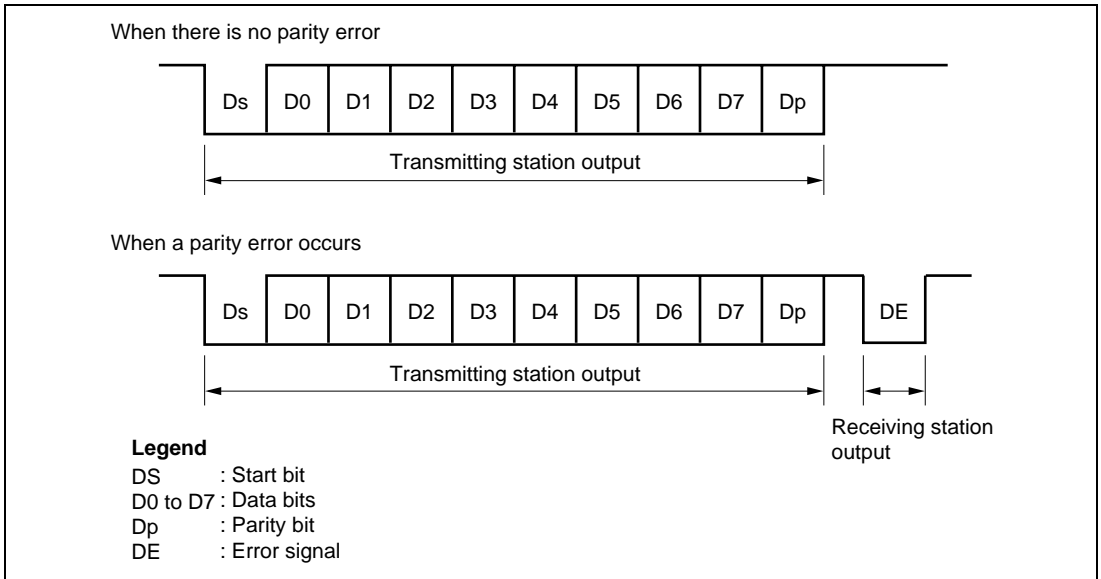 When there is no parity error
Ds D0 D1 D2 D3 D4 D5 D6 D7 Dp
Transmitting station output
When a parity error occurs
Ds D0 D1 D2 D3 D4 D5 D6 D7 Dp DE
Transmitting station output
Receiving station
output
Legend
DS : Start bit
D0 to D7 : Data bits
Dp : Parity bit
DE : Error signal